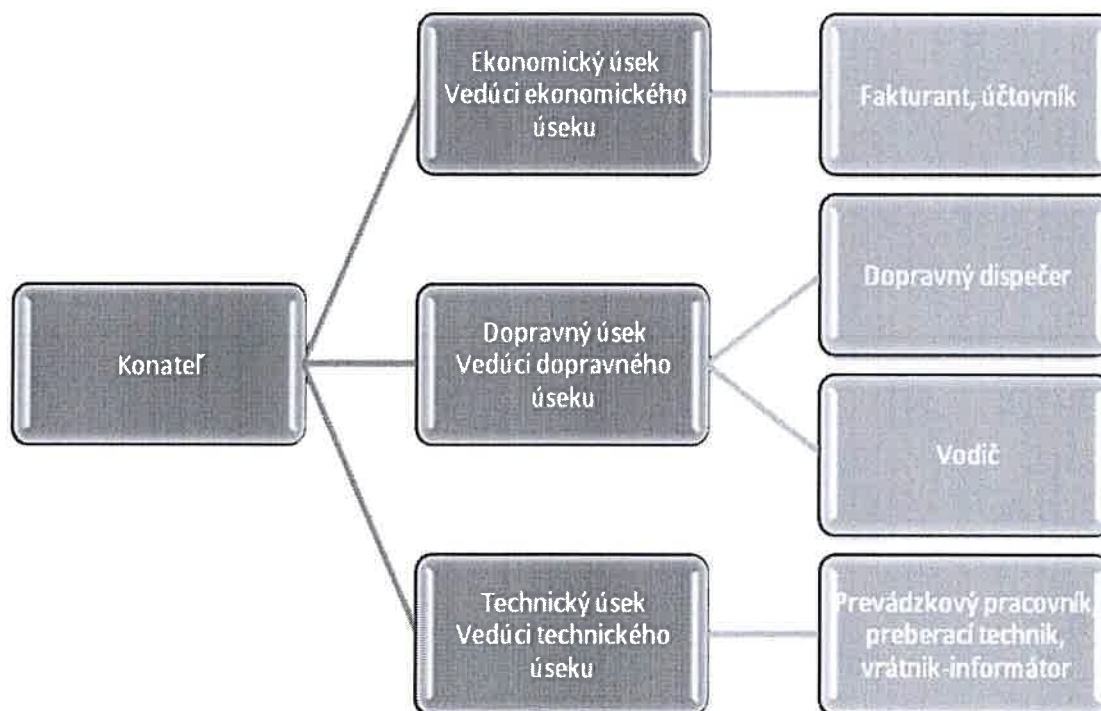 Konateľ
Ekonomický úsek
Vedúci ekonomického
úseku
Fakturant, účtovník
Dopravný úsek
Vedúci dopravného
úseku
Dopravný dispečer
Vodič
Technický úsek
Vedúci technického
úseku
Prevádzkový pracovník,
preberací technik,
vrátnik-informátor